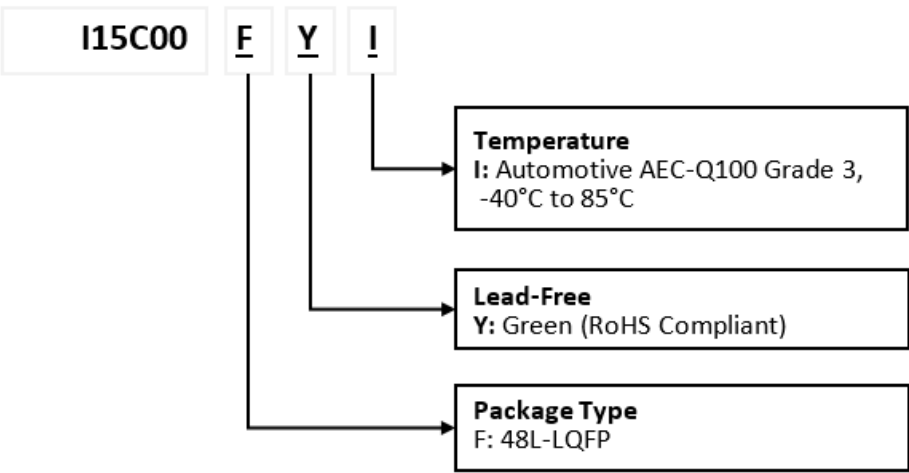 I15C00 F Y I
Temperature
I: Automotive AEC-Q100 Grade 3,
-40°C to 85°C
Lead-Free
Y: Green (RoHS Compliant)
Package Type
F: 48L-LQFP